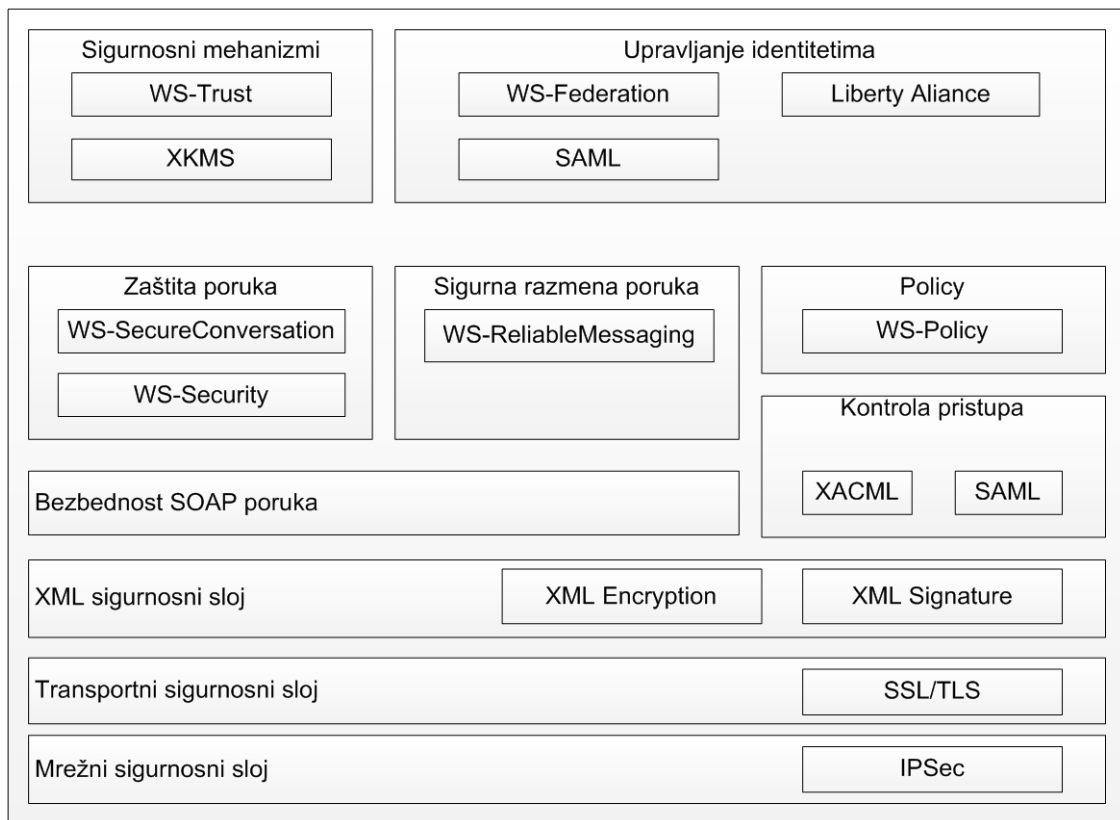 Sigurnosni mehanizmi
WS-Trust
XKMS
Upravljanje identitetima
WS-Federation
Liberty Aliance
SAML
Zaštita poruka
WS-SecureConversation
WS-Security
Sigurna razmena poruka
WS-ReliableMessaging
Policy
WS-Policy
Kontrola pristupa
XACML
SAML
Bezbednost SOAP poruka
XML sigurnosni sloj
XML Encryption
XML Signature
Transportni sigurnosni sloj
SSL/TLS
Mrežni sigurnosni sloj
IPSec